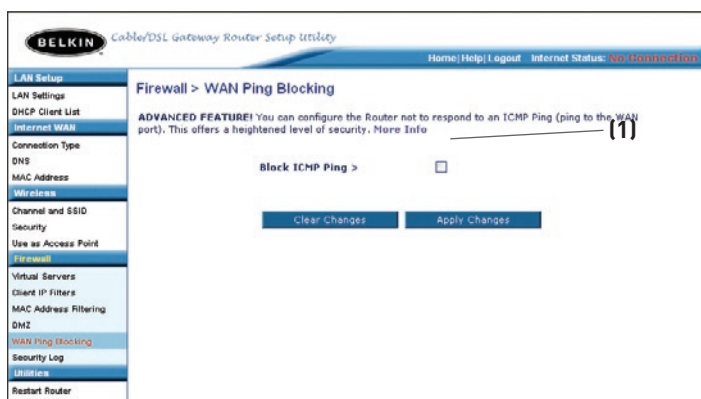 BELKIN Cable/DSL Gateway Router Setup Utility
Home|Help|Logout Internet Status: No Connection
LAN Setup
LAN Settings
DHCP Client List
Internet WAN
Connection Type
DNS
MAC Address
Wireless
Channel and SSID
Security
Use as Access Point
Firewall
Virtual Servers
Client IP Filters
MAC Address Filtering
DMZ
WAN Ping Blocking
Security Log
Utilities
Restart Router
Firewall > WAN Ping Blocking
ADVANCED FEATURE! You can configure the Router not to respond to an ICMP Ping (ping to the WAN
port). This offers a heightened level of security. More Info
(1)
Block ICMP Ping >
Clear Changes Apply Changes